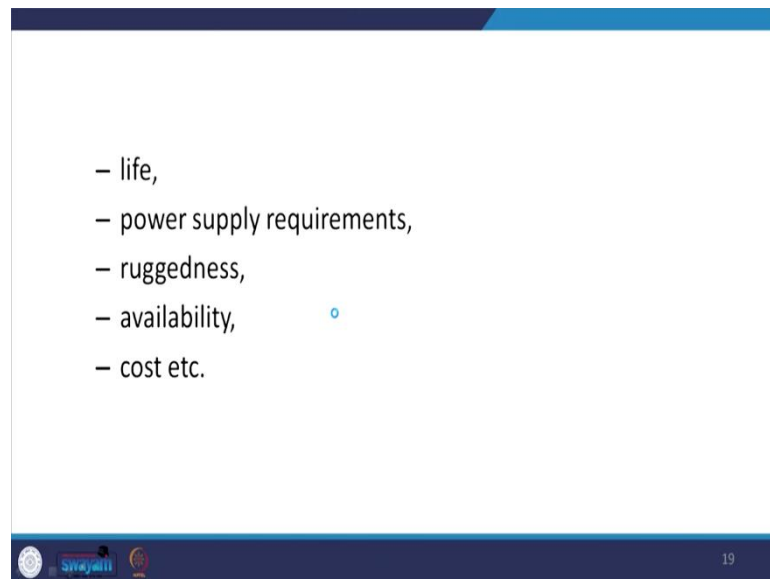 – life,
– power supply requirements,
– ruggedness,
– availability,
– cost etc.
swayam
19